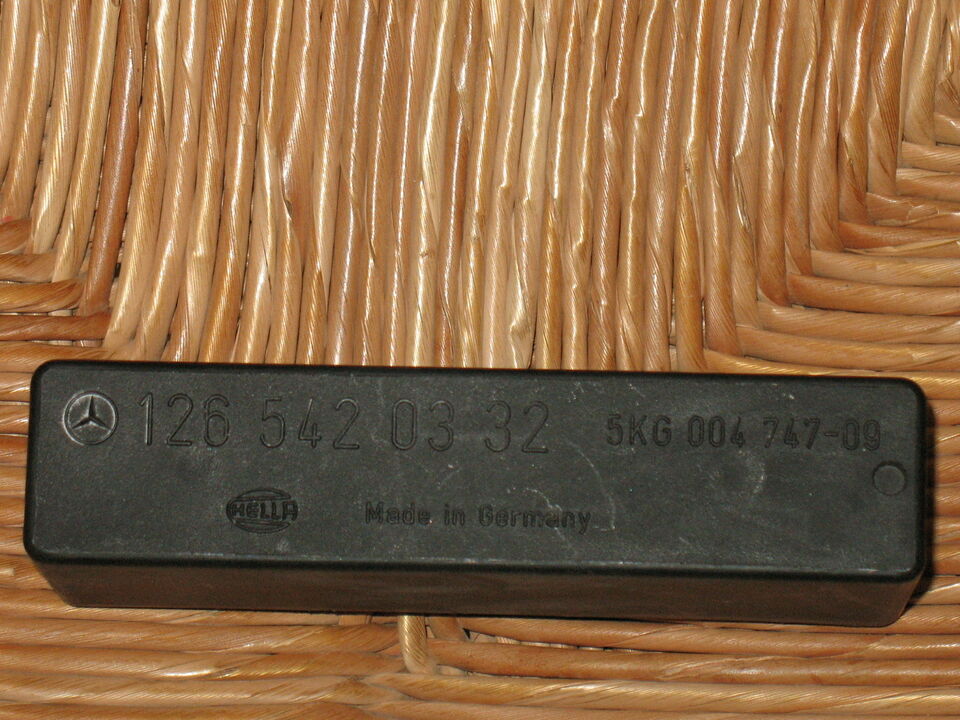 126 542 03 32 5KG 004 747-09
HELLA Made in Germany